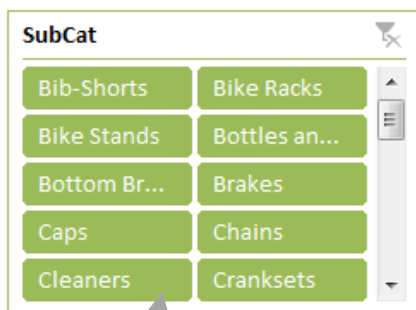 SubCat
Bib-Shorts Bike Racks
Bike Stands Bottles an...
Bottom Br... Brakes
Caps Chains
Cleaners Cranksets